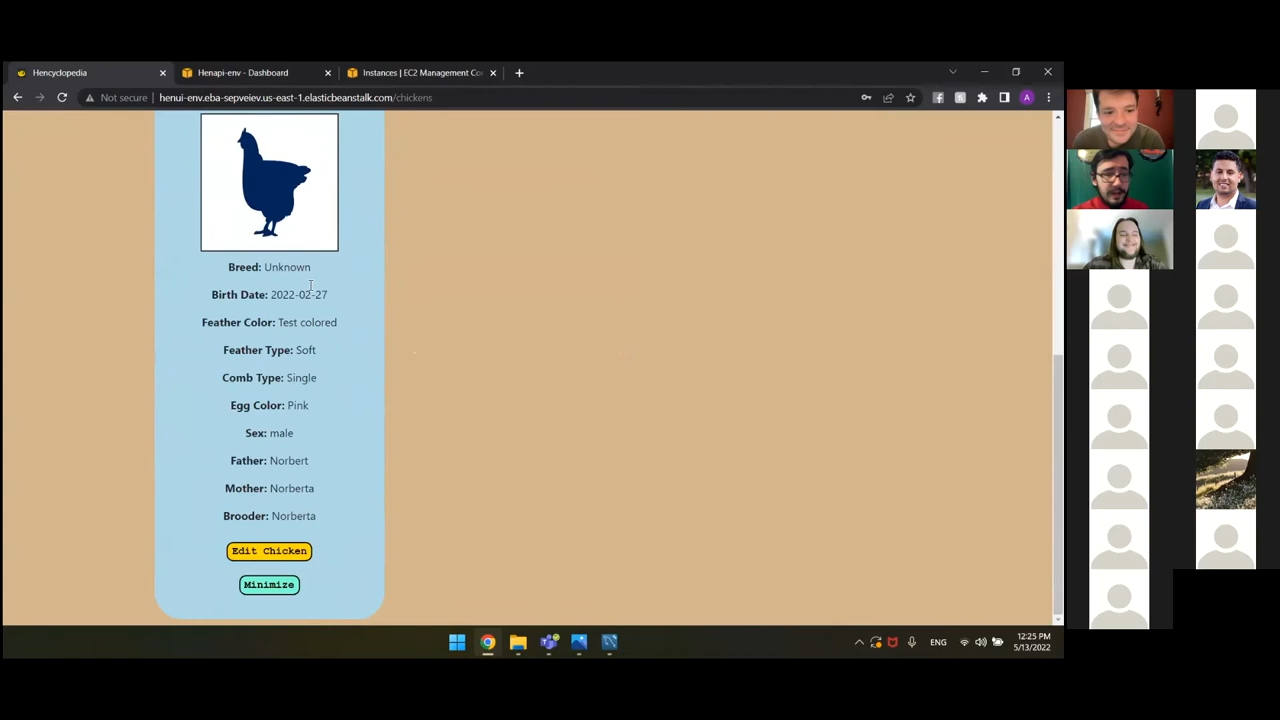 Hencyclopedia
Henapi-env - Dashboard
Instances | EC2 Management Co
Not secure
henui-env.eba-sepveiev.us-east-1.elasticbeanstalk.com/chickens
A
Breed: Unknown
Birth Date: 2022-02-27
Feather Color: Test colored
Feather Type: Soft
Comb Type: Single
Egg Color: Pink
Sex: male
Father: Norbert
Mother: Norberta
Brooder: Norberta
Edit Chicken
Minimize
ENG
12:25 PM
5/13/2022